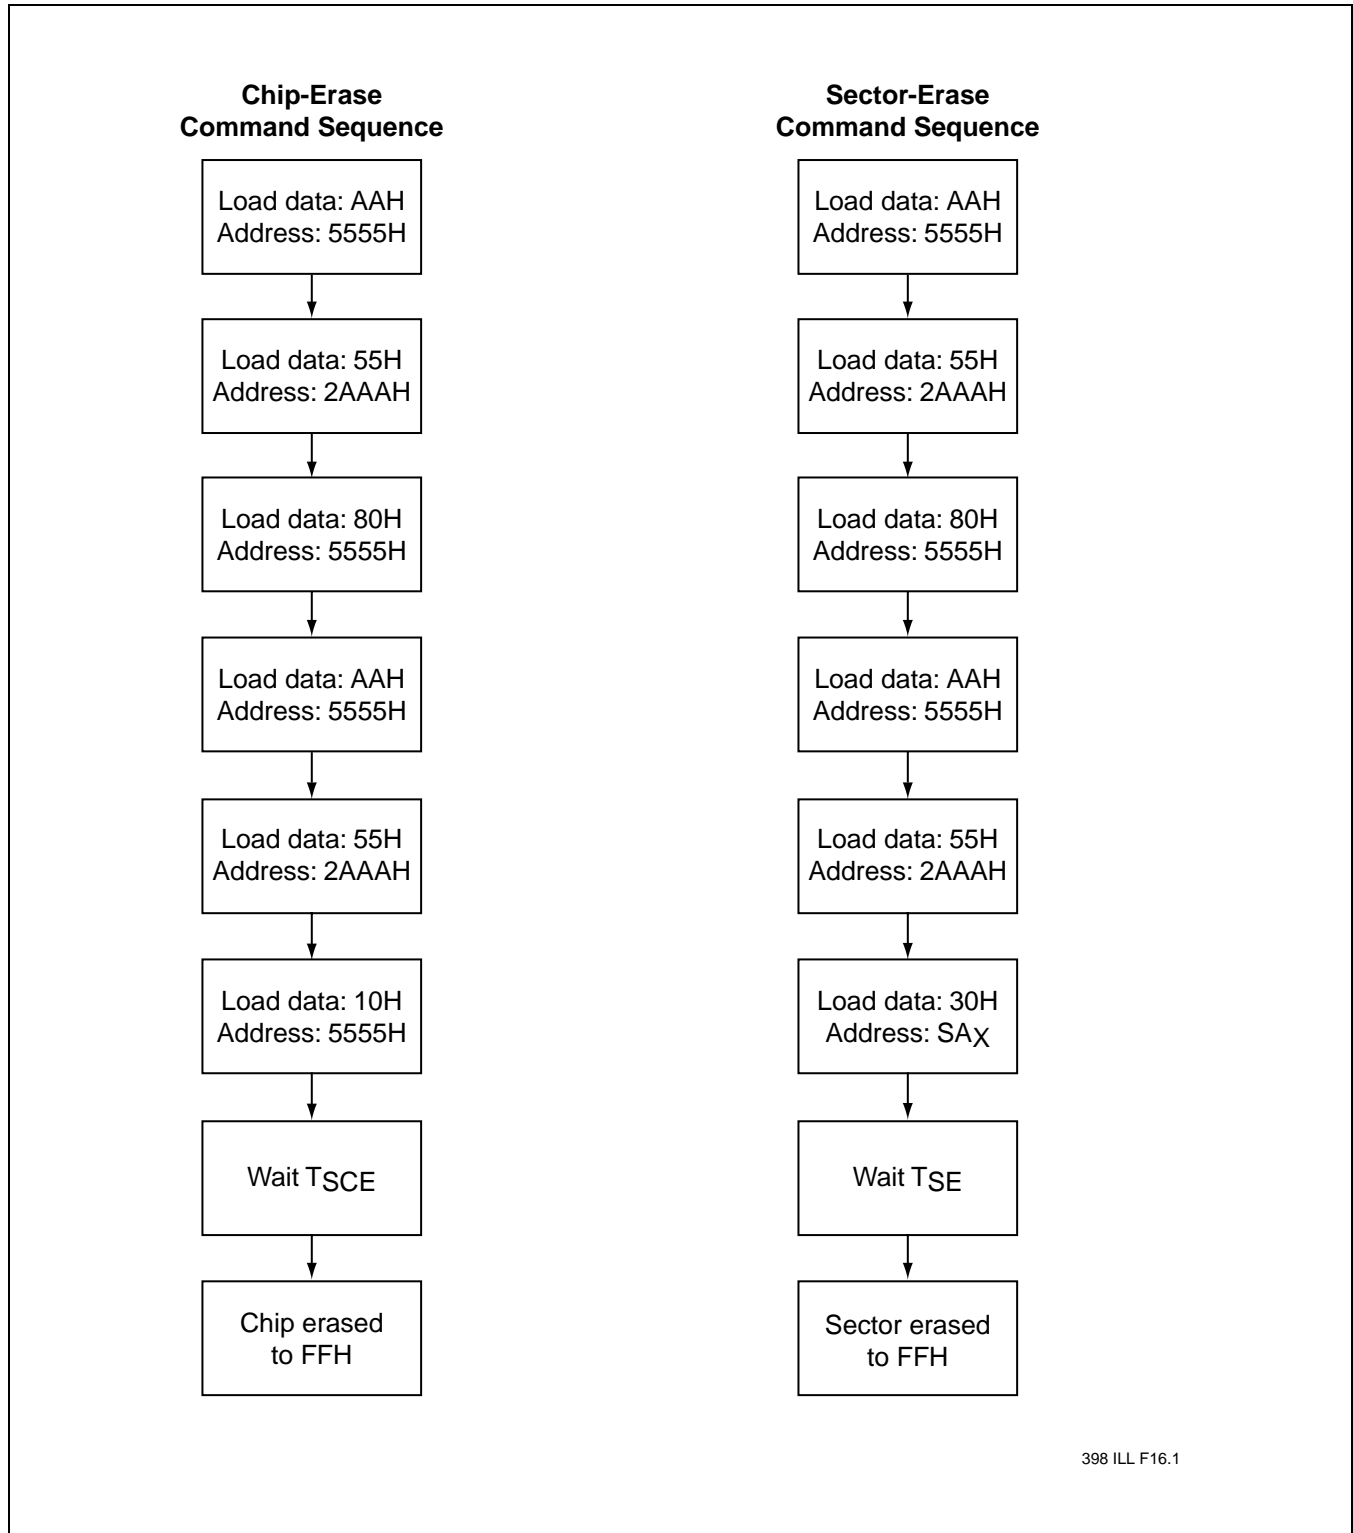 Chip-Erase
Command Sequence
Load data: AAH
Address: 5555H
Load data: 55H
Address: 2AAAH
Load data: 80H
Address: 5555H
Load data: AAH
Address: 5555H
Load data: 55H
Address: 2AAAH
Load data: 10H
Address: 5555H
Wait TSCE
Chip erased
to FFH
Sector-Erase
Command Sequence
Load data: AAH
Address: 5555H
Load data: 55H
Address: 2AAAH
Load data: 80H
Address: 5555H
Load data: AAH
Address: 5555H
Load data: 55H
Address: 2AAAH
Load data: 30H
Address: SAX
Wait TSE
Sector erased
to FFH
398 ILL F16.1